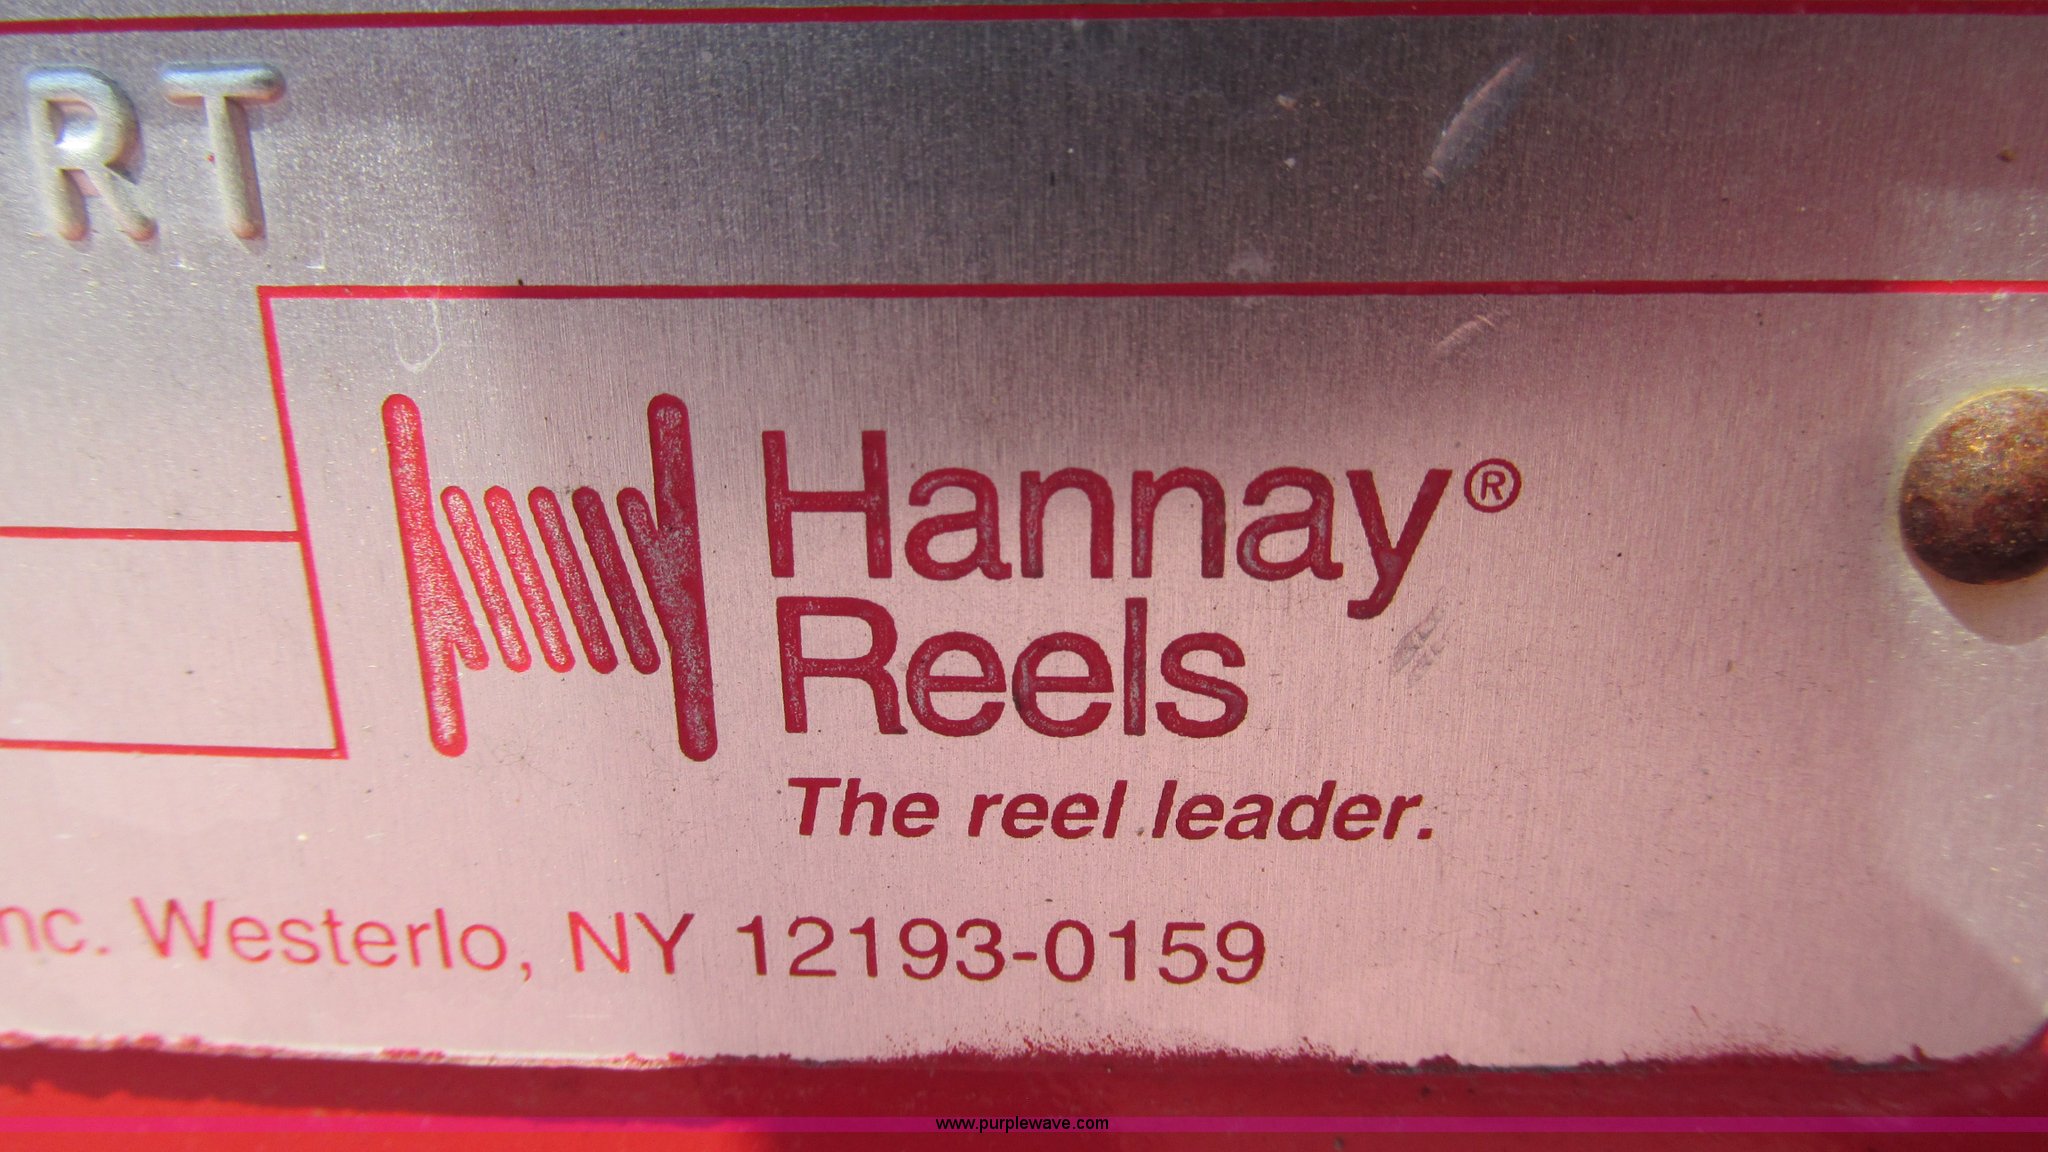 RT
Hannay®
Reels
The reel leader.
nc. Westerlo, NY 12193-0159
www.purplewave.com